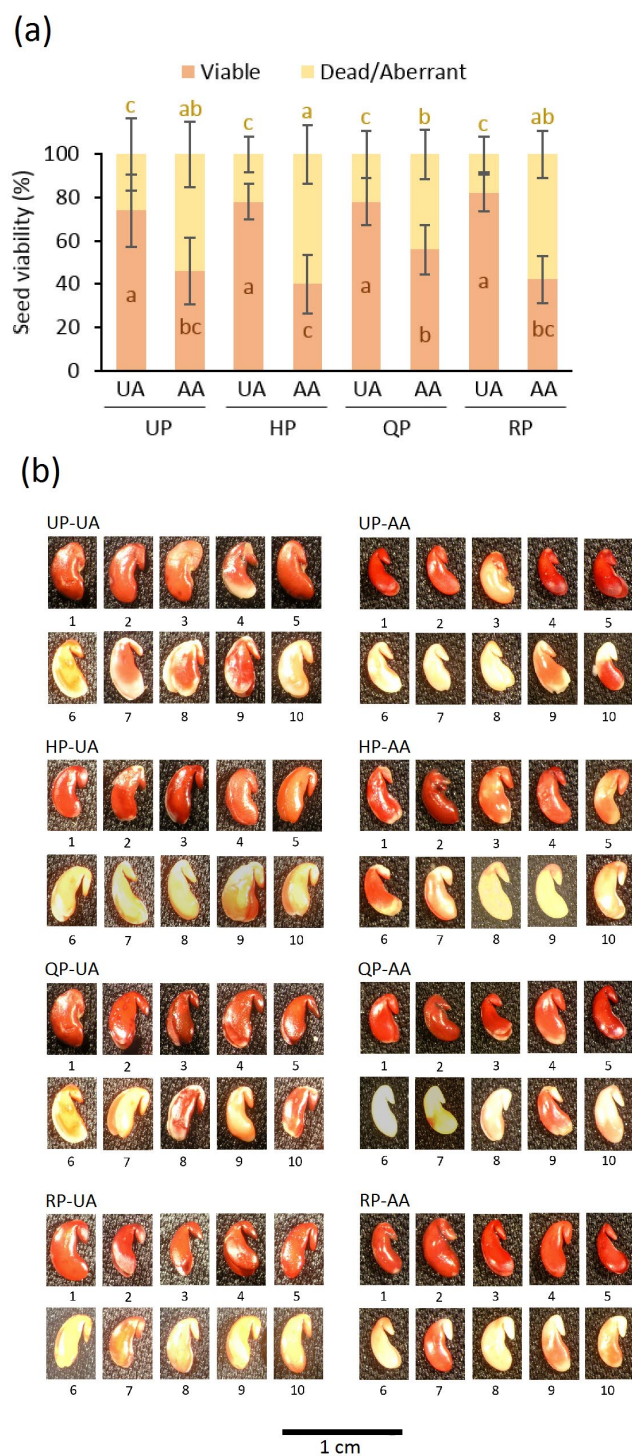 (a)
Viable Dead/Aberrant
c ab c a c b c ab
100
80
60
40
20
0
Seed viability (%)
a bc a c a b a bc
UA AA UA AA UA AA UA AA
UP HP QP RP
(b)
UP-UA UP-AA
1 2 3 4 5 1 2 3 4 5
6 7 8 9 10 6 7 8 9 10
HP-UA HP-AA
1 2 3 4 5 1 2 3 4 5
6 7 8 9 10 6 7 8 9 10
QP-UA QP-AA
1 2 3 4 5 1 2 3 4 5
6 7 8 9 10 6 7 8 9 10
RP-UA RP-AA
1 2 3 4 5 1 2 3 4 5
6 7 8 9 10 6 7 8 9 10
1 cm